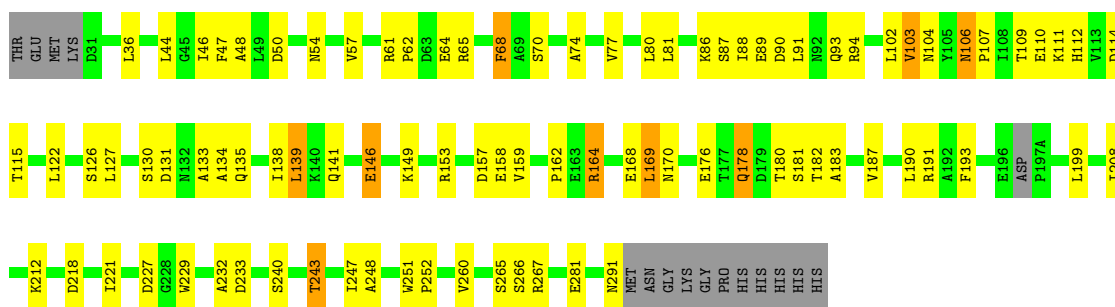 THR GLU MET LYS D31 L36 L44 G45 I46 F47 A48 L49 D50 N54 V57 R61 P62 D63 E64 R65 F68 A69 S70 A74 V77 L80 L81 K86 S87 I88 E89 D90 L91 N92 Q93 R94 L102 V103 N104 Y105 N106 P107 I108 T109 E110 K111 H112 V113
T115 L122 S126 L127 S130 D131 N132 A133 A134 Q135 I138 L139 K140 Q141 E146 K149 R153 D157 E158 V159 P162 E163 R164 E168 L169 N170 E176 T177 Q178 D179 T180 S181 T182 A183 V187 L190 R191 A192 F193 E196 ASP P197A L199
K212 D218 I221 D227 G228 W229 A232 D233 S240 T243 I247 A248 W251 P252 V260 S265 S266 R267 E281 N291 MET ASN GLY LYS GLY PRO HIS HIS HIS HIS HIS